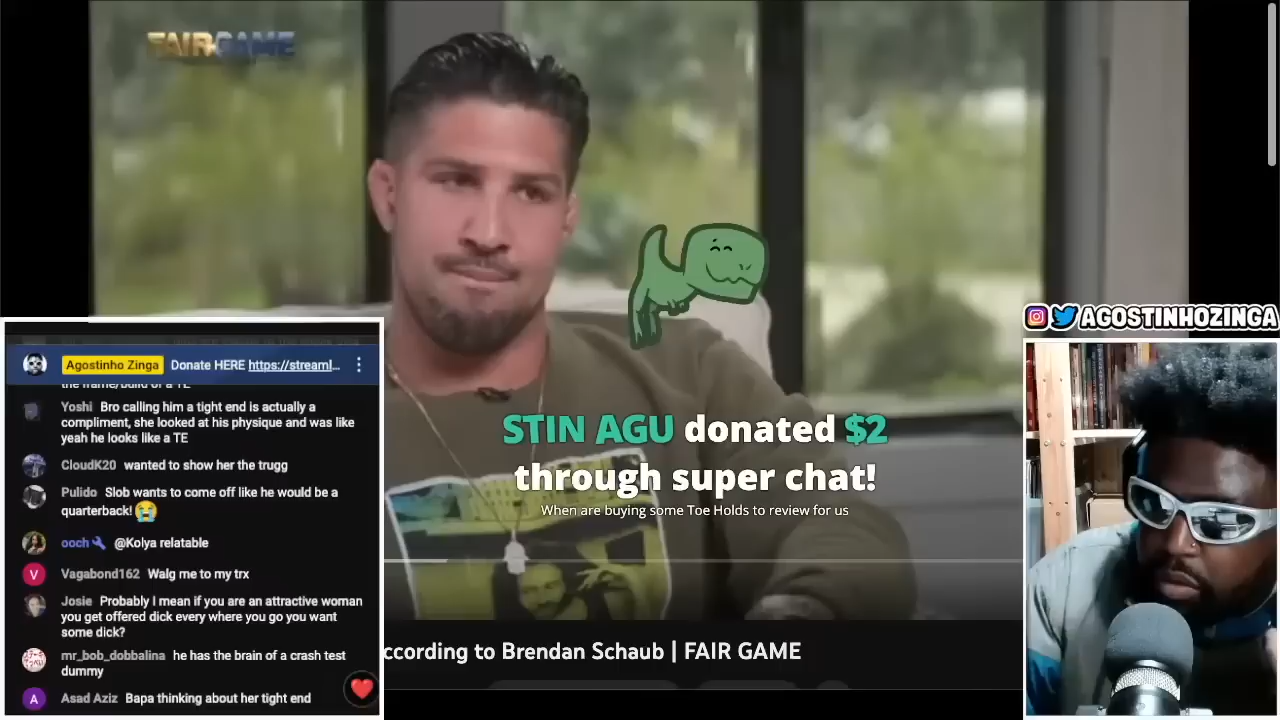 FAIR GAME
AGOSTINHOZINGA
STIN AGU donated $2
through super chat!
When are buying some Toe Holds to review for us
Agostinho Zinga Donate HERE https://streaml...
the frame/build of a TE
Yoshi Bro calling him a tight end is actually a
compliment, she looked at his physique and was like
yeah he looks like a TE
CloudK20 wanted to show her the trugg
Pulido Slob wants to come off like he would be a
quarterback!😭
ooch @Kolya relatable
V Vagabond162 Walg me to my trx
Josie Probably I mean if you are an attractive woman
you get offered dick every where you go you want
some dick?
mr_bob_dobbalina he has the brain of a crash test
dummy
A Asad Aziz Bapa thinking about her tight end
ccording to Brendan Schaub | FAIR GAME